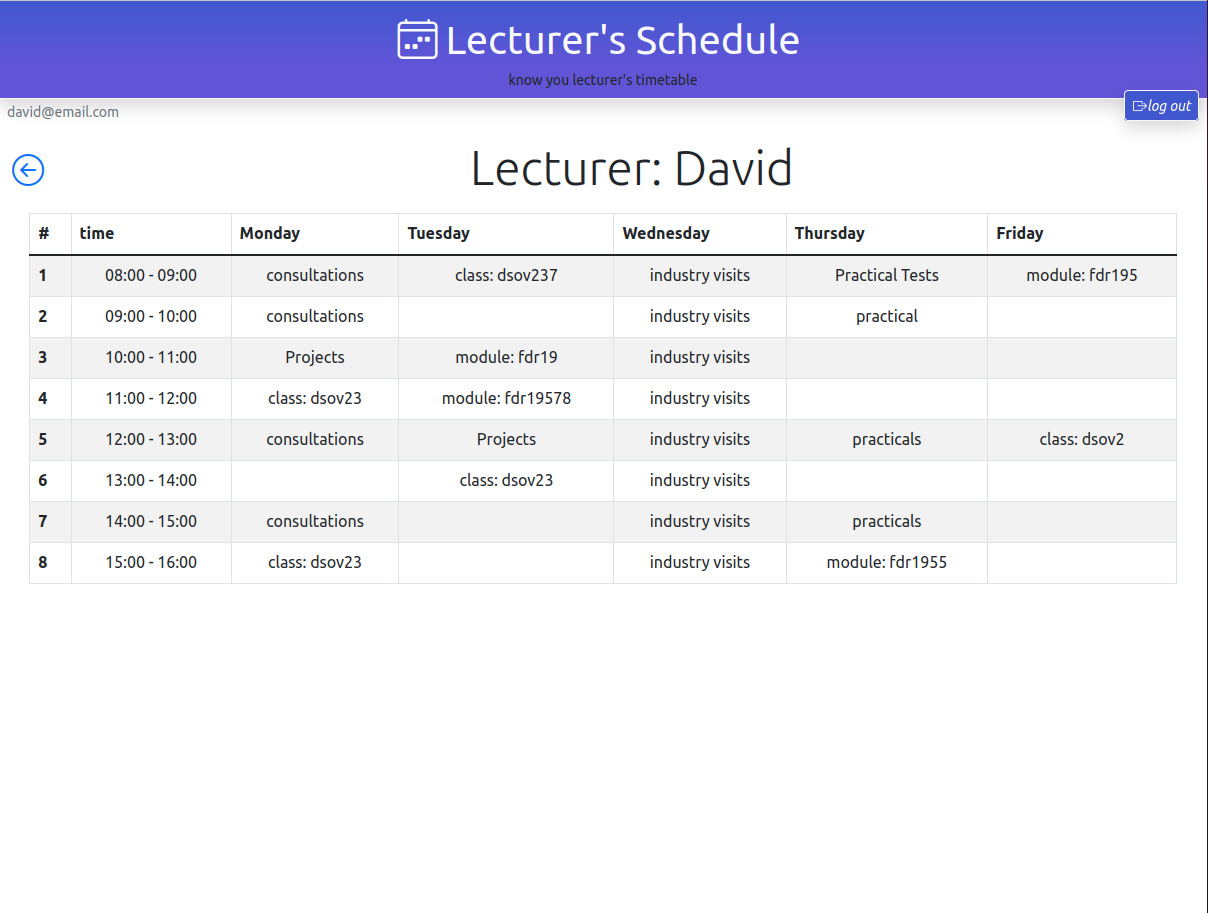 Lecturer's Schedule
know you lecturer's timetable
david@email.com
log out
Lecturer: David
# time Monday Tuesday Wednesday Thursday Friday
1 08:00 - 09:00 consultations class: dsov237 industry visits Practical Tests module: fdr195
2 09:00 - 10:00 consultations industry visits practical
3 10:00 - 11:00 Projects module: fdr19 industry visits
4 11:00 - 12:00 class: dsov23 module: fdr19578 industry visits
5 12:00 - 13:00 consultations Projects industry visits practicals class: dsov2
6 13:00 - 14:00 class: dsov23 industry visits
7 14:00 - 15:00 consultations industry visits practicals
8 15:00 - 16:00 class: dsov23 industry visits module: fdr1955